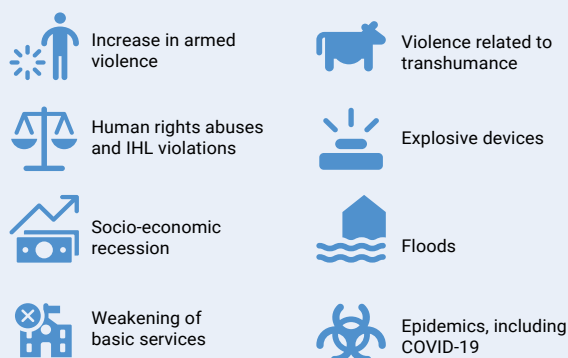 Increase in armed
violence
Violence related to
transhumance
Human rights abuses
and IHL violations
Explosive devices
Socio-economic
recession
Floods
Weakening of
basic services
Epidemics, including
COVID-19